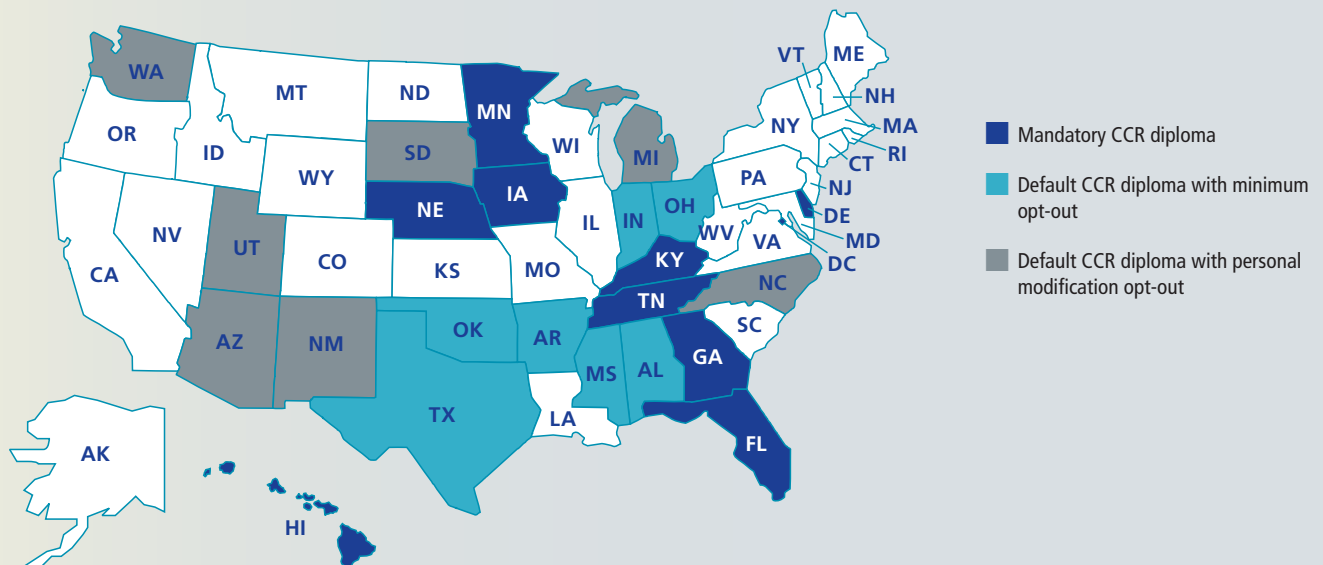 VT
ME
WA
MT
ND
MN
NH
OR
ID
SD
WI
MI
NY
MA
RI
CT
WY
IA
PA
NJ
NE
IL
IN
OH
DE
NV
UT
CO
KS
MO
WV
VA
MD
DC
CA
KY
NC
AZ
NM
OK
AR
TN
SC
MS
AL
GA
TX
LA
FL
AK
HI
Mandatory CCR diploma
Default CCR diploma with minimum
opt-out
Default CCR diploma with personal
modification opt-out